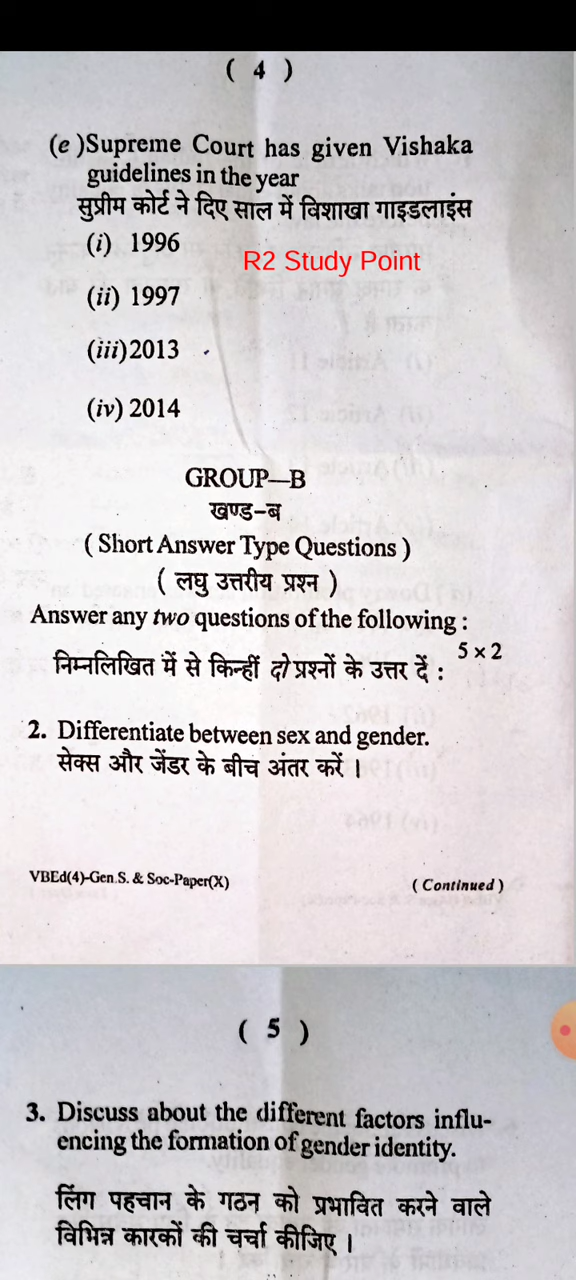 ( 4 )
(e) Supreme Court has given Vishaka
guidelines in the year
सुप्रीम कोर्ट ने दिए साल में विशाखा गाइडलाइंस
(i) 1996
R2 Study Point
(ii) 1997
(iii) 2013
(iv) 2014
GROUP—B
खण्ड-ब
( Short Answer Type Questions )
( लघु उत्तरीय प्रश्न )
Answer any two questions of the following :
5 × 2
निम्नलिखित में से किन्हीं दो प्रश्नों के उत्तर दें :
2. Differentiate between sex and gender.
सेक्स और जेंडर के बीच अंतर करें ।
VBEd(4)-Gen.S. & Soc-Paper(X)
( Continued )
( 5 )
3. Discuss about the different factors influ-
encing the formation of gender identity.
लिंग पहचान के गठन को प्रभावित करने वाले
विभिन्न कारकों की चर्चा कीजिए ।